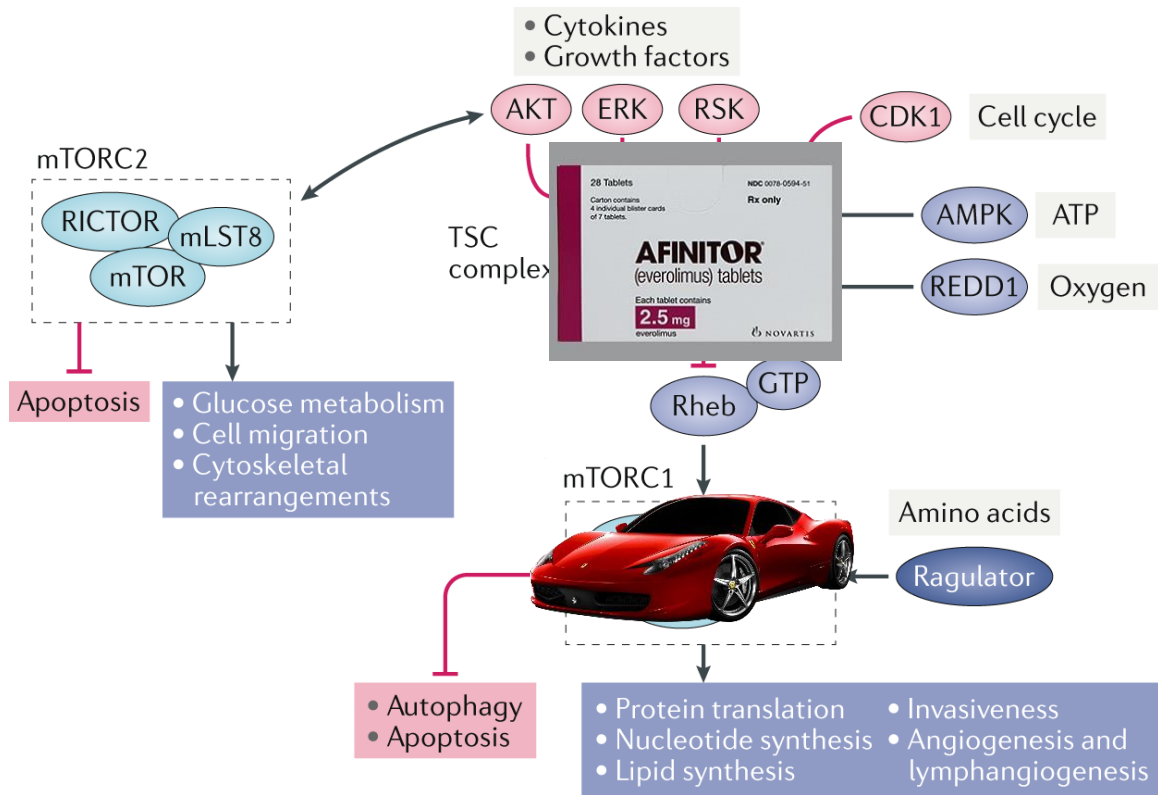 • Cytokines
• Growth factors
AKT
ERK
RSK
CDK1
Cell cycle
mTORC2
RICTOR
mLST8
mTOR
TSC
complex
28 Tablets
Carton contains
4 individual blister cards
of 7 tablets.
NDC 0078-0594-51
Rx only
AFINITOR®
(everolimus) tablets
Each tablet contains
2.5 mg
everolimus
NOVARTIS
AMPK
ATP
REDD1
Oxygen
Apoptosis
• Glucose metabolism
• Cell migration
• Cytoskeletal
rearrangements
Rheb
GTP
mTORC1
Amino acids
Ragulator
• Autophagy
• Apoptosis
• Protein translation
• Nucleotide synthesis
• Lipid synthesis
• Invasiveness
• Angiogenesis and
lymphangiogenesis